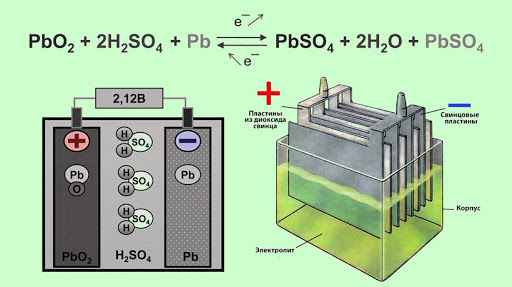 e⁻
PbO₂ + 2H₂SO₄ + Pb ⇌ PbSO₄ + 2H₂O + PbSO₄
e⁻
2,12В
+
−
H
H
SO₄
Pb
O
Pb
H
H
SO₄
H
H
SO₄
PbO₂
H₂SO₄
Pb
+
−
Пластины
из диоксида
свинца
Свинцовые
пластины
Корпус
Электролит